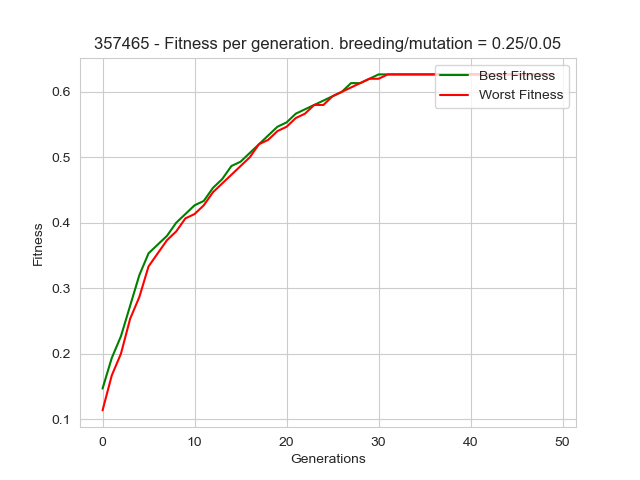 357465 - Fitness per generation. breeding/mutation = 0.25/0.05
Best Fitness
Worst Fitness
0.6
0.5
0.4
0.3
0.2
0.1
Fitness
0 10 20 30 40 50
Generations